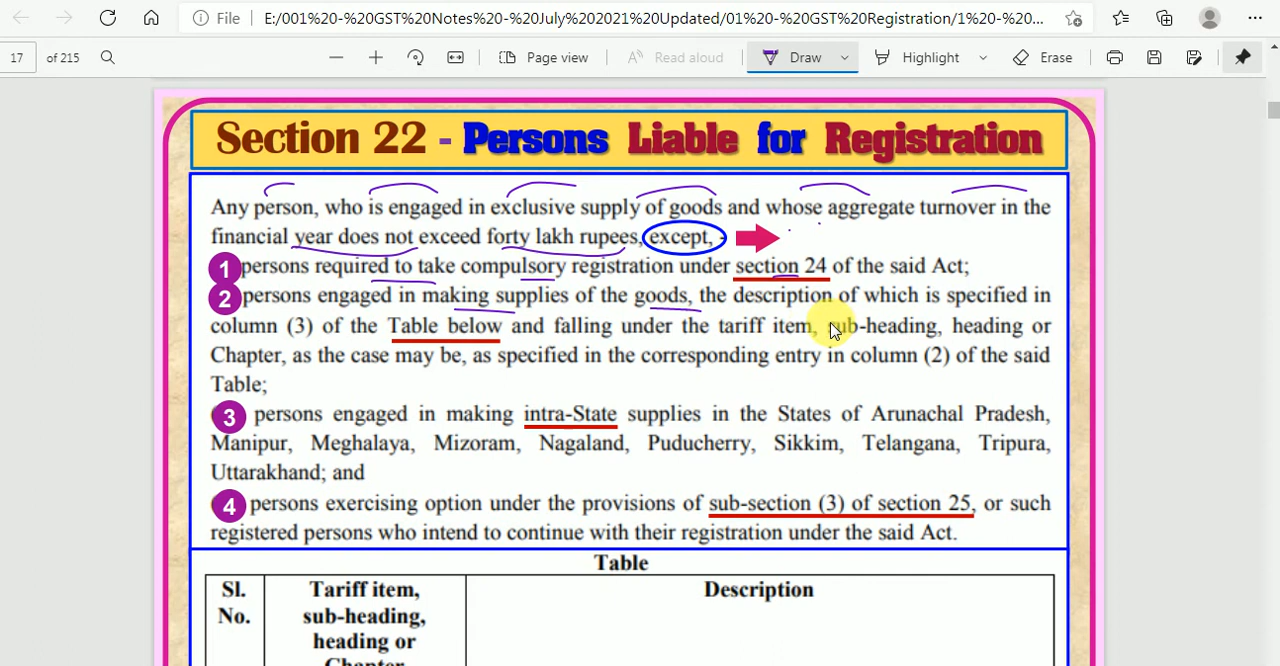 File E:/001%20-%20GST%20Notes%20-%20July%202021%20Updated/01%20-%20GST%20Registration/1%20-%20...
17 of 215 Page view Read aloud Draw Highlight Erase
Section 22 - Persons Liable for Registration
Any person, who is engaged in exclusive supply of goods and whose aggregate turnover in the
financial year does not exceed forty lakh rupees, except, -
1 persons required to take compulsory registration under section 24 of the said Act;
2 persons engaged in making supplies of the goods, the description of which is specified in
column (3) of the Table below and falling under the tariff item, sub-heading, heading or
Chapter, as the case may be, as specified in the corresponding entry in column (2) of the said
Table;
3 persons engaged in making intra-State supplies in the States of Arunachal Pradesh,
Manipur, Meghalaya, Mizoram, Nagaland, Puducherry, Sikkim, Telangana, Tripura,
Uttarakhand; and
4 persons exercising option under the provisions of sub-section (3) of section 25, or such
registered persons who intend to continue with their registration under the said Act.
Table
Sl. Tariff item, Description
No. sub-heading,
heading or
Chapter